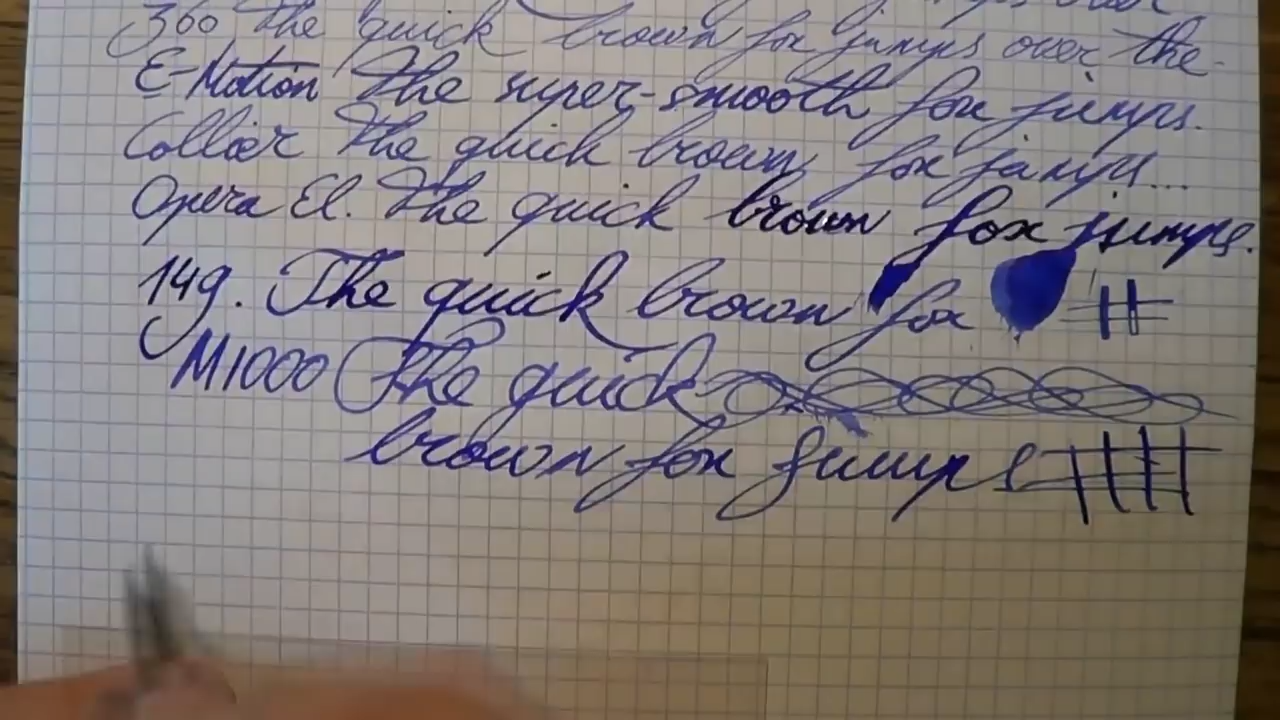 360 the quick brown fox jumps over the
E-Motion The super-smooth fox jumps.
Collier The quick brown fox jumps...
Opera El. The quick brown fox jumps.
149. The quick brown fox
M1000 The quick
brown fox jumps